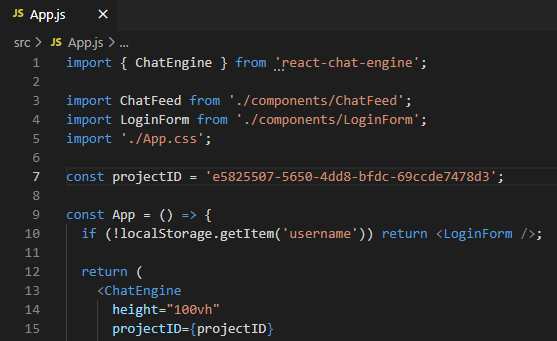 JS App.js ×
src > JS App.js > ...
1 import { ChatEngine } from 'react-chat-engine';
2
3 import ChatFeed from './components/ChatFeed';
4 import LoginForm from './components/LoginForm';
5 import './App.css';
6
7 const projectID = 'e5825507-5650-4dd8-bfdc-69ccde7478d3';
8
9 const App = () => {
10 if (!localStorage.getItem('username')) return <LoginForm />;
11
12 return (
13 <ChatEngine
14 height="100vh"
15 projectID={projectID}